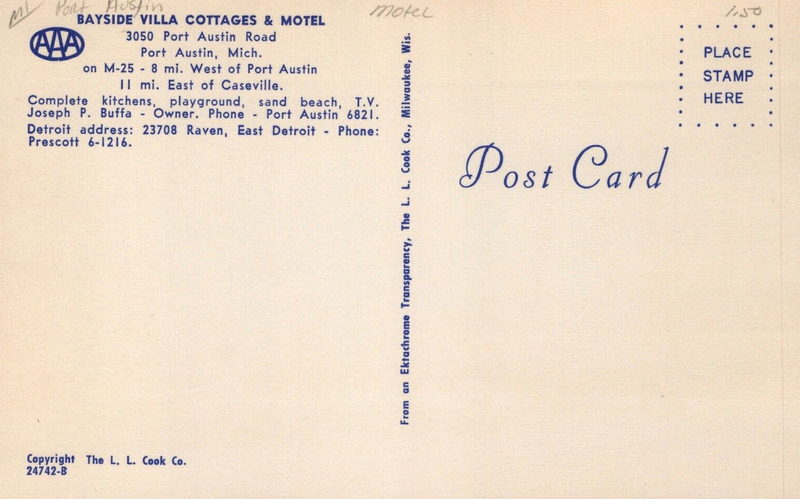 MI Port Austin
BAYSIDE VILLA COTTAGES & MOTEL
AAA
3050 Port Austin Road
Port Austin, Mich.
on M-25 - 8 mi. West of Port Austin
11 mi. East of Caseville.
Complete kitchens, playground, sand beach, T.V.
Joseph P. Buffa - Owner. Phone - Port Austin 6821.
Detroit address: 23708 Raven, East Detroit - Phone:
Prescott 6-1216.
Copyright The L. L. Cook Co.
24742-B
From an Ektachrome Transparency, The L. L. Cook Co., Milwaukee, Wis.
Motel
1.50
PLACE
STAMP
HERE
Post Card